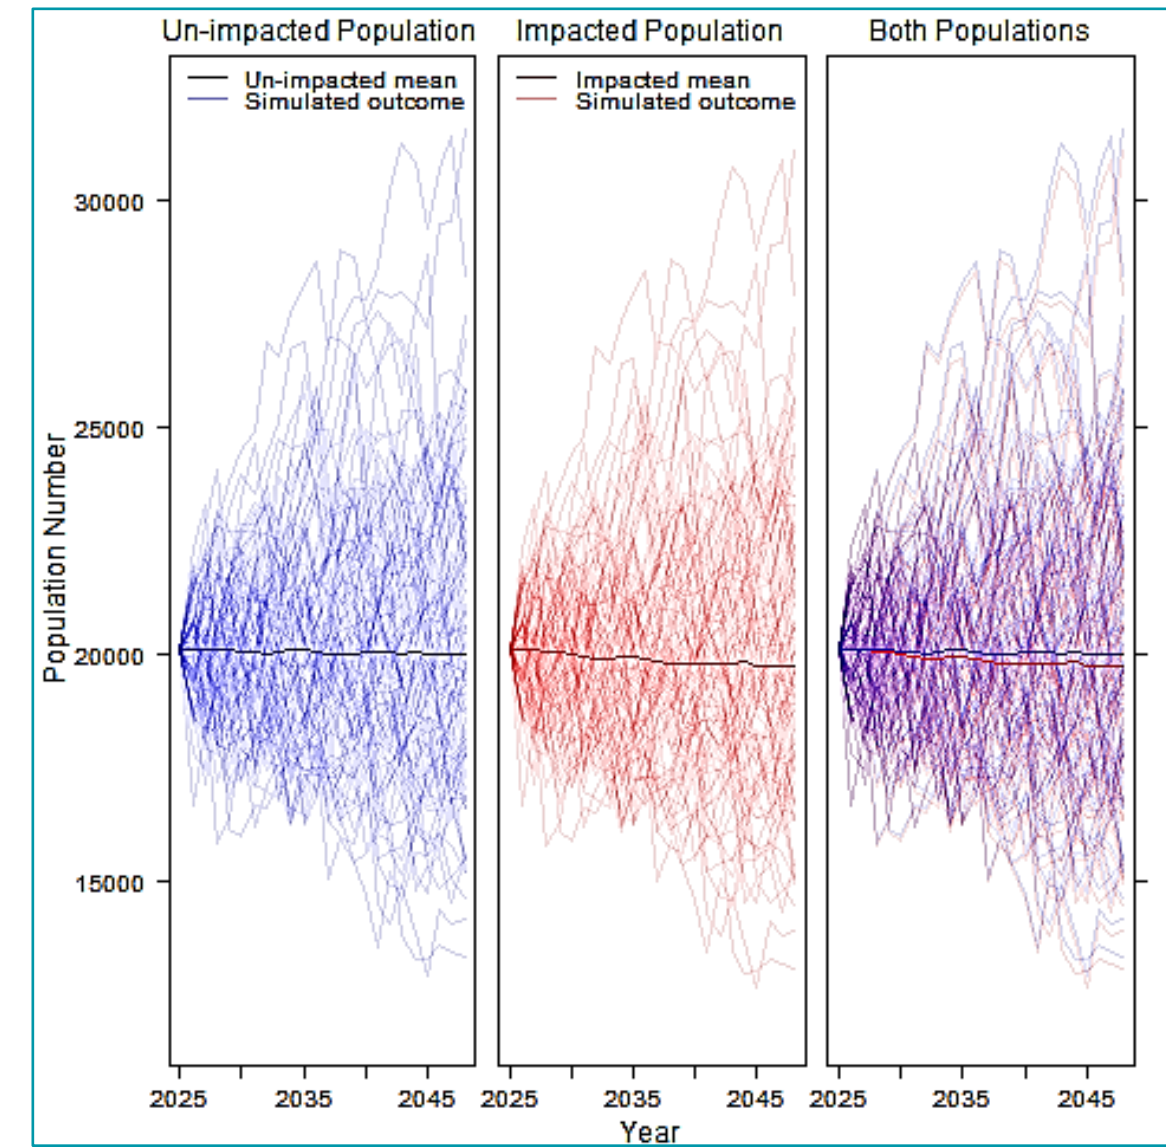 Un-impacted Population
Impacted Population
Both Populations
Un-impacted mean
Simulated outcome
Impacted mean
Simulated outcome
Population Number
30000
25000
20000
15000
2025 2035 2045
2025 2035 2045
2025 2035 2045
Year